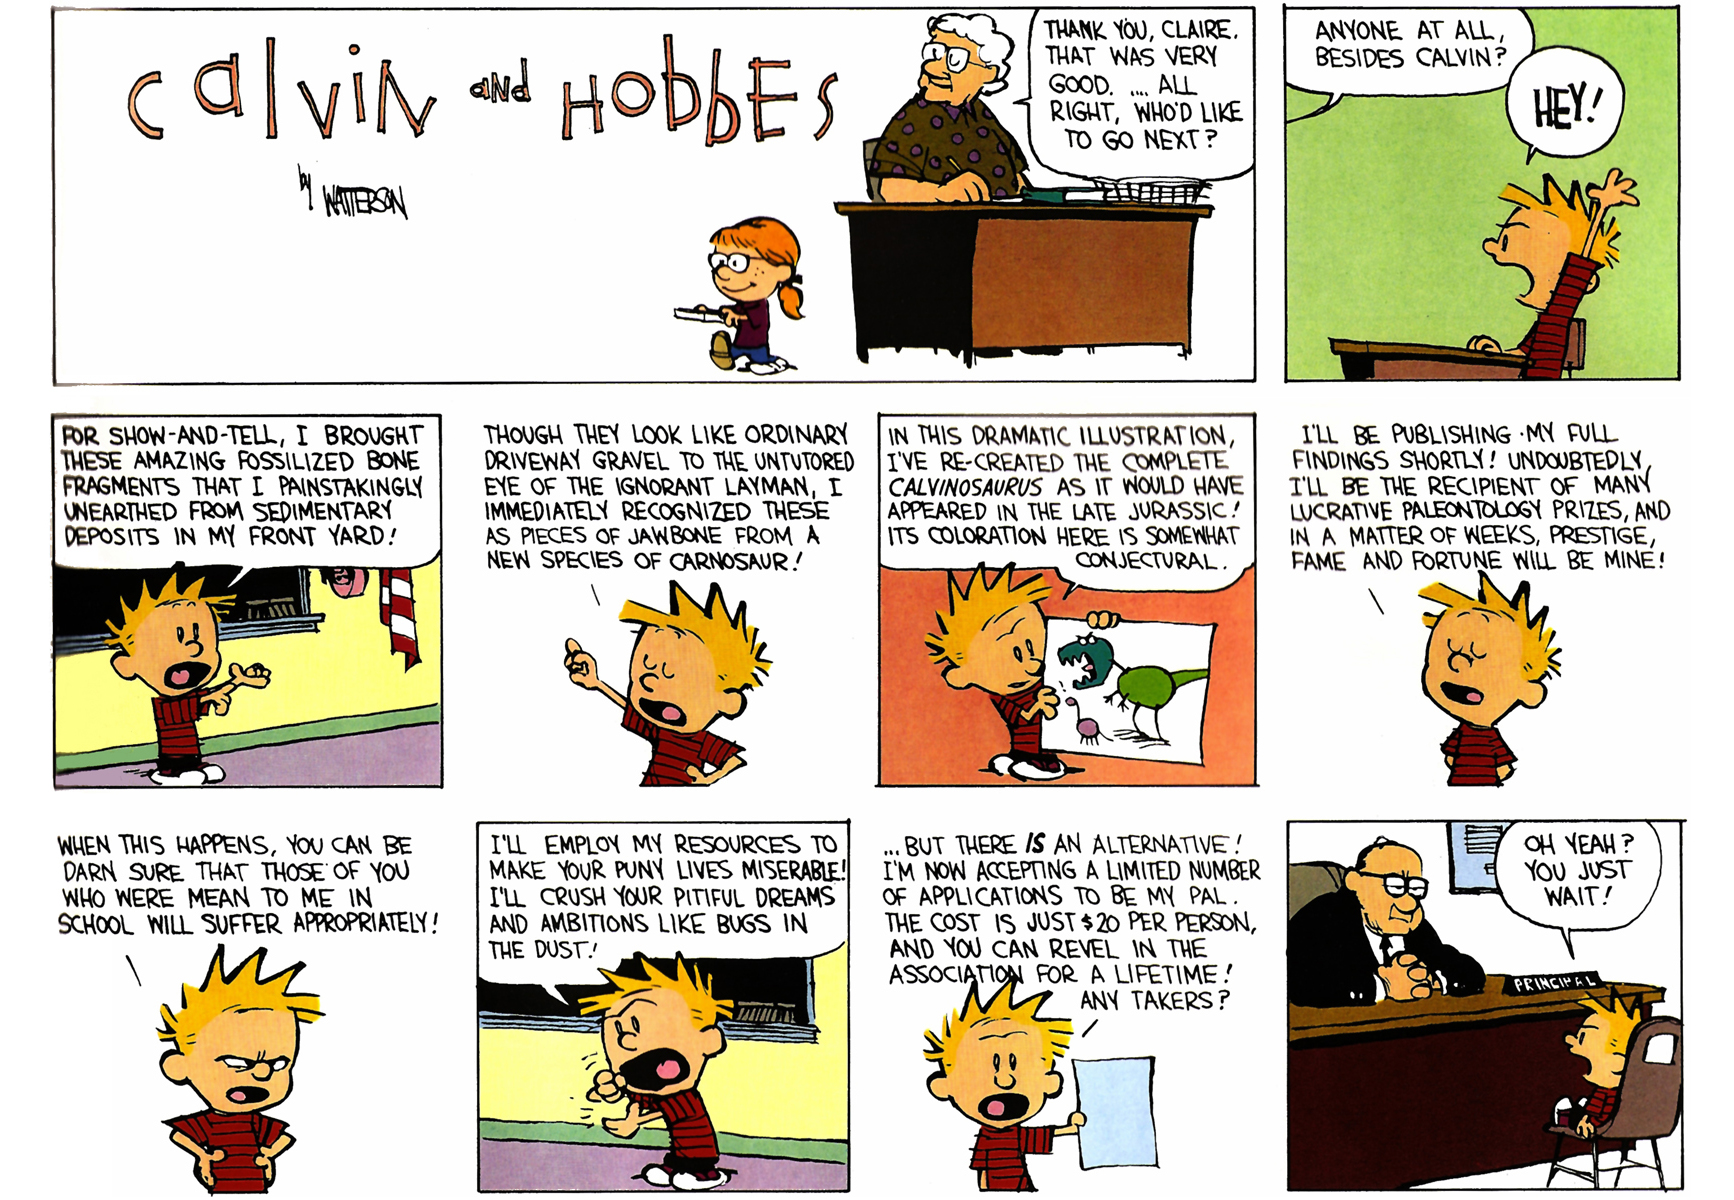 CALVIN AND HOBBES
by WATTERSON
THANK YOU, CLAIRE.
THAT WAS VERY
GOOD. .... ALL
RIGHT, WHO'D LIKE
TO GO NEXT?
ANYONE AT ALL,
BESIDES CALVIN?
HEY!
FOR SHOW-AND-TELL, I BROUGHT
THESE AMAZING FOSSILIZED BONE
FRAGMENTS THAT I PAINSTAKINGLY
UNEARTHED FROM SEDIMENTARY
DEPOSITS IN MY FRONT YARD!
THOUGH THEY LOOK LIKE ORDINARY
DRIVEWAY GRAVEL TO THE UNTUTORED
EYE OF THE IGNORANT LAYMAN, I
IMMEDIATELY RECOGNIZED THESE
AS PIECES OF JAWBONE FROM A
NEW SPECIES OF CARNOSAUR!
IN THIS DRAMATIC ILLUSTRATION,
I'VE RE-CREATED THE COMPLETE
CALVINOSAURUS AS IT WOULD HAVE
APPEARED IN THE LATE JURASSIC!
ITS COLORATION HERE IS SOMEWHAT
CONJECTURAL.
I'LL BE PUBLISHING MY FULL
FINDINGS SHORTLY! UNDOUBTEDLY,
I'LL BE THE RECIPIENT OF MANY
LUCRATIVE PALEONTOLOGY PRIZES, AND
IN A MATTER OF WEEKS, PRESTIGE,
FAME AND FORTUNE WILL BE MINE!
WHEN THIS HAPPENS, YOU CAN BE
DARN SURE THAT THOSE OF YOU
WHO WERE MEAN TO ME IN
SCHOOL WILL SUFFER APPROPRIATELY!
I'LL EMPLOY MY RESOURCES TO
MAKE YOUR PUNY LIVES MISERABLE!
I'LL CRUSH YOUR PITIFUL DREAMS
AND AMBITIONS LIKE BUGS IN
THE DUST!
...BUT THERE IS AN ALTERNATIVE!
I'M NOW ACCEPTING A LIMITED NUMBER
OF APPLICATIONS TO BE MY PAL.
THE COST IS JUST $20 PER PERSON,
AND YOU CAN REVEL IN THE
ASSOCIATION FOR A LIFETIME!
ANY TAKERS?
OH YEAH?
YOU JUST
WAIT!
PRINCIPAL